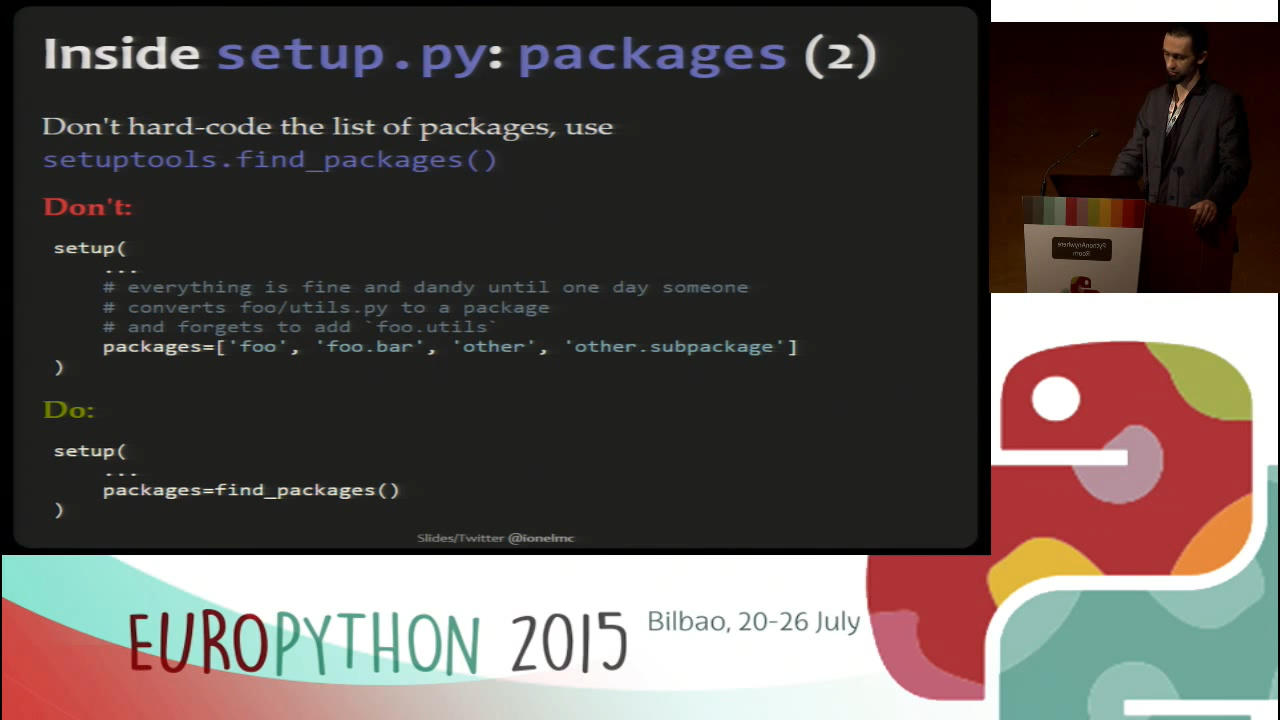 Inside setup.py: packages (2)
Don't hard-code the list of packages, use
setuptools.find_packages()
Don't:
setup(
...
# everything is fine and dandy until one day someone
# converts foo/utils.py to a package
# and forgets to add `foo.utils`
packages=['foo', 'foo.bar', 'other', 'other.subpackage']
)
Do:
setup(
...
packages=find_packages()
)
Slides/Twitter @ionelmc
PythonAnywhere
Room
EUROPYTHON 2015
Bilbao, 20-26 July